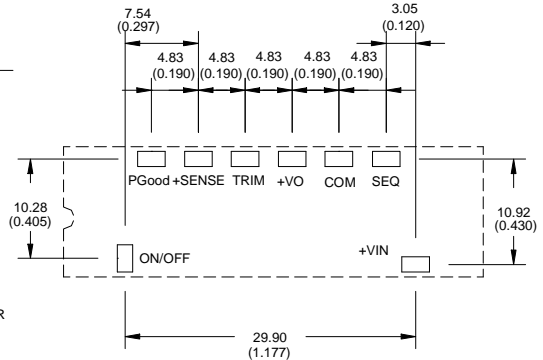 7.54
(0.297)
3.05
(0.120)
4.83 4.83 4.83 4.83 4.83
(0.190) (0.190) (0.190) (0.190) (0.190)
PGood +SENSE TRIM +VO COM SEQ
10.28
(0.405)
10.92
(0.430)
ON/OFF
+VIN
R
29.90
(1.177)